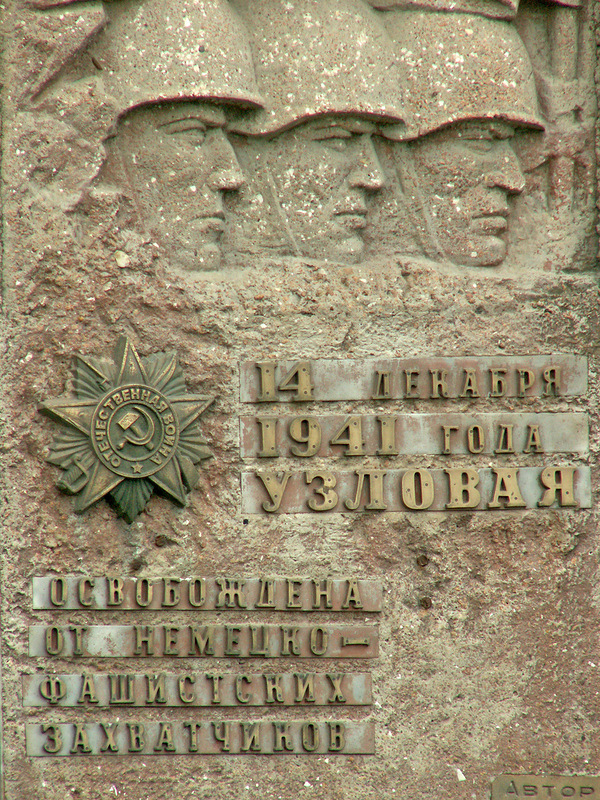 14 ДЕКАБРЯ
1941 ГОДА
УЗЛОВАЯ
ОТЕЧЕСТВЕННАЯ ВОЙНА
ОСВОБОЖДЕНА
ОТ НЕМЕЦКО-
ФАШИСТСКИХ
ЗАХВАТЧИКОВ
АВТОР